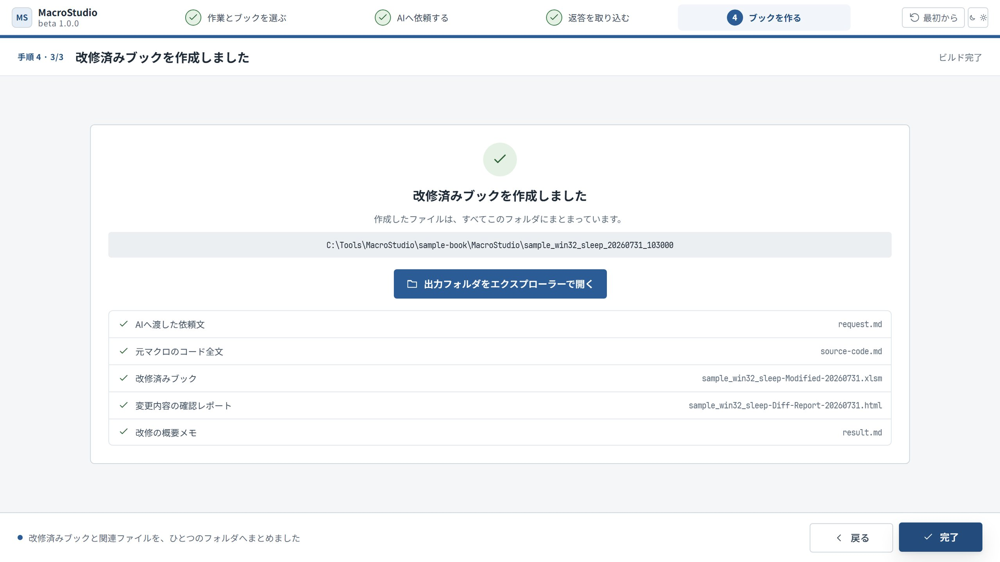 MS
MacroStudio
beta 1.0.0
作業とブックを選ぶ
AIへ依頼する
返答を取り込む
4 ブックを作る
最初から
手順 4 · 3/3 改修済みブックを作成しました
ビルド完了
改修済みブックを作成しました
作成したファイルは、すべてこのフォルダにまとまっています。
C:\Tools\MacroStudio\sample-book\MacroStudio\sample_win32_sleep_20260731_103000
出力フォルダをエクスプローラーで開く
AIへ渡した依頼文 request.md
元マクロのコード全文 source-code.md
改修済みブック sample_win32_sleep-Modified-20260731.xlsm
変更内容の確認レポート sample_win32_sleep-Diff-Report-20260731.html
改修の概要メモ result.md
改修済みブックと関連ファイルを、ひとつのフォルダへまとめました
戻る
完了